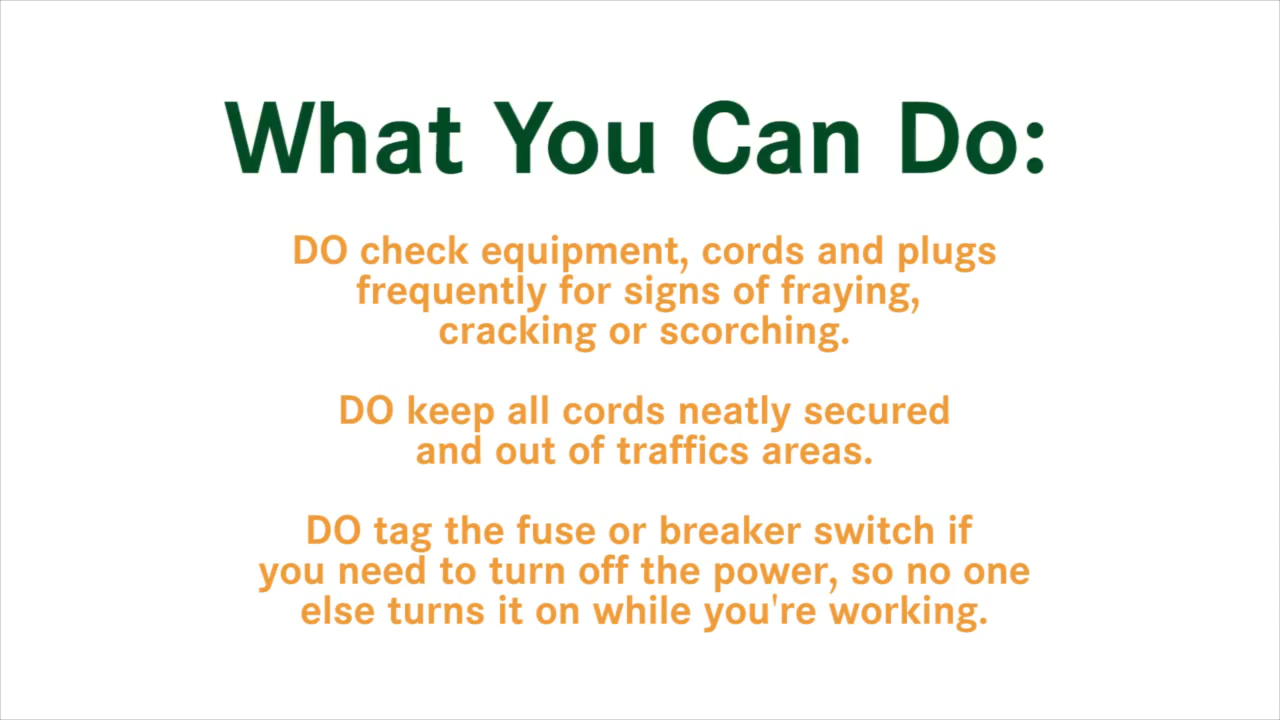 What You Can Do:
DO check equipment, cords and plugs
frequently for signs of fraying,
cracking or scorching.
DO keep all cords neatly secured
and out of traffics areas.
DO tag the fuse or breaker switch if
you need to turn off the power, so no one
else turns it on while you're working.